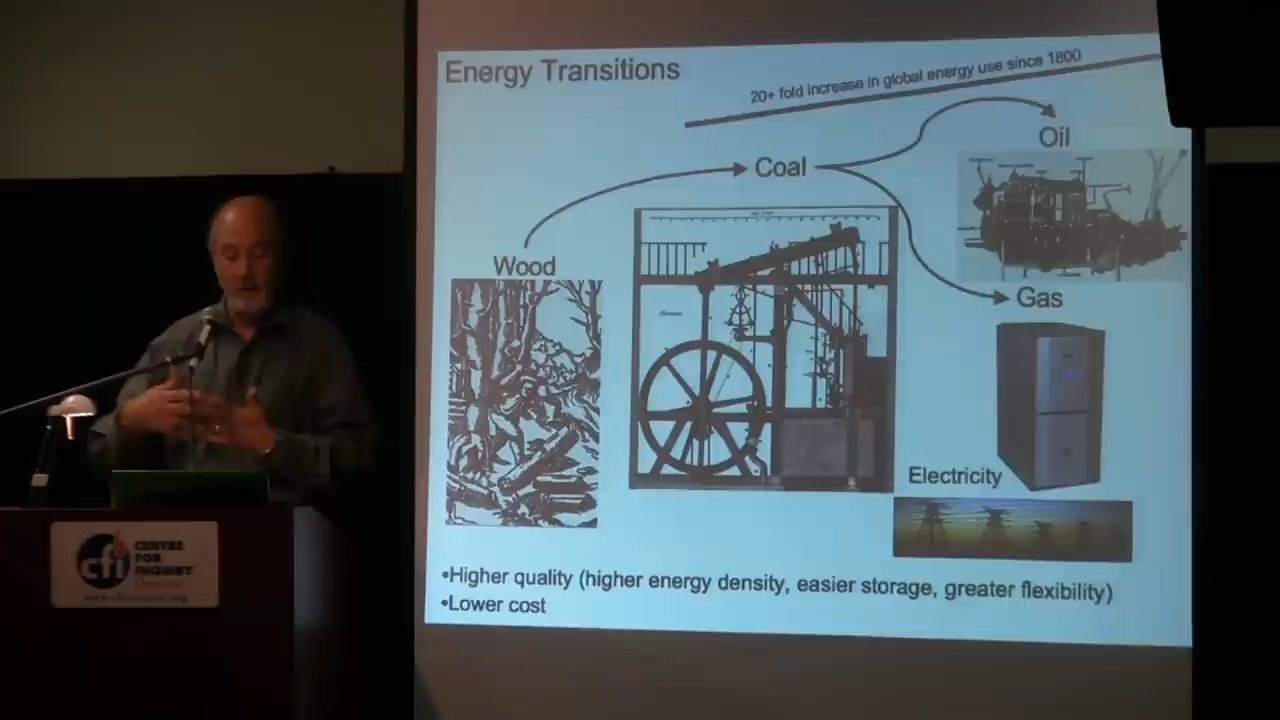 Energy Transitions
20+ fold increase in global energy use since 1800
Oil
Coal
Wood
Gas
Electricity
•Higher quality (higher energy density, easier storage, greater flexibility)
•Lower cost
cfi
CENTRE
FOR
INQUIRY